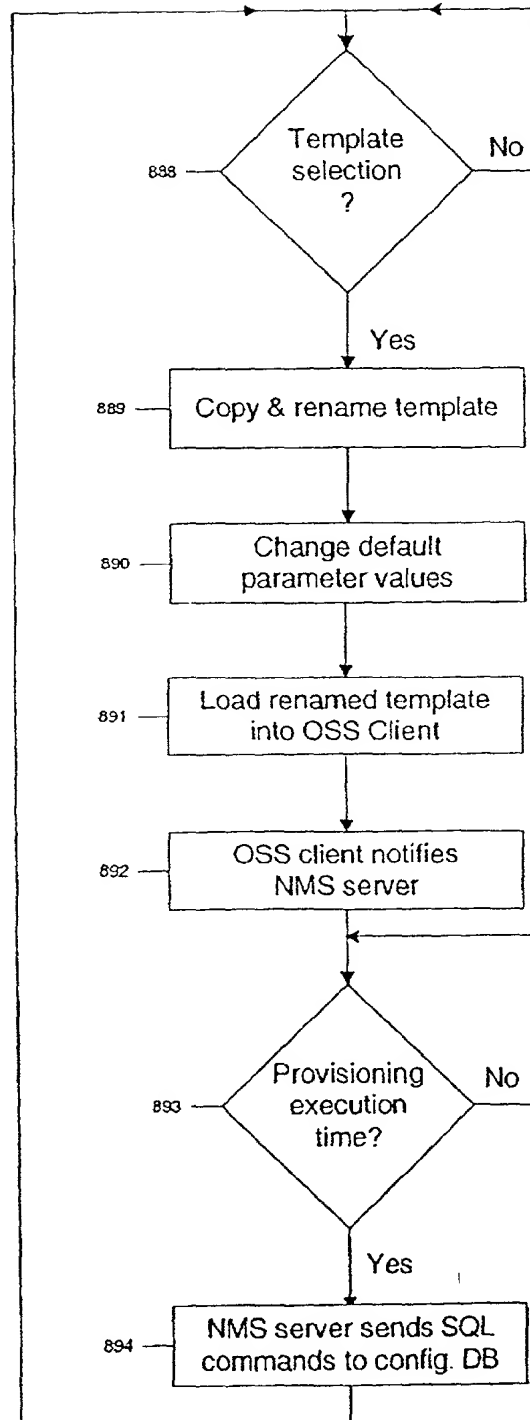 Template
selection
?
888
No
Yes
889
Copy & rename template
890
Change default
parameter values
891
Load renamed template
into OSS Client
892
OSS client notifies
NMS server
Provisioning
execution
time?
893
No
Yes
894
NMS server sends SQL
commands to config. DB